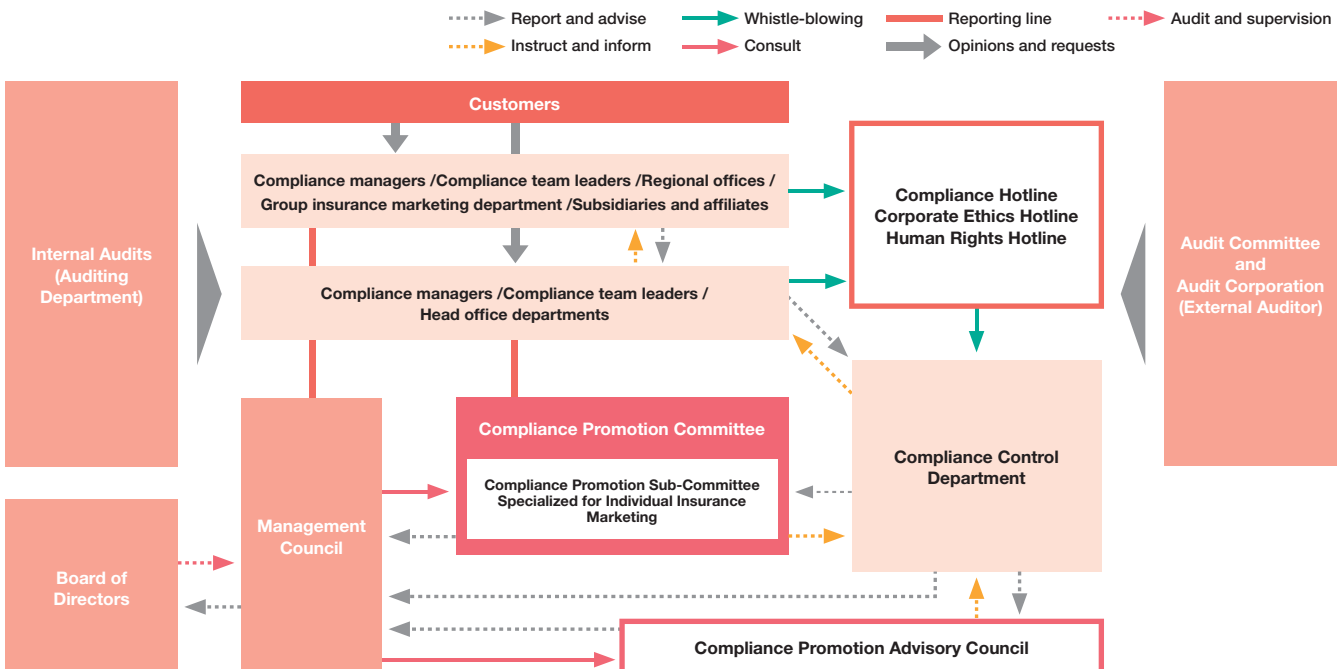 Report and advise
Whistle-blowing
Reporting line
Audit and supervision
Instruct and inform
Consult
Opinions and requests
Customers
Compliance managers /Compliance team leaders /Regional offices /
Group insurance marketing department /Subsidiaries and affiliates
Compliance Hotline
Corporate Ethics Hotline
Human Rights Hotline
Internal Audits
(Auditing
Department)
Audit Committee
and
Audit Corporation
(External Auditor)
Compliance managers /Compliance team leaders /
Head office departments
Compliance Promotion Committee
Compliance Promotion Sub-Committee
Specialized for Individual Insurance
Marketing
Compliance Control
Department
Management
Council
Board of
Directors
Compliance Promotion Advisory Council